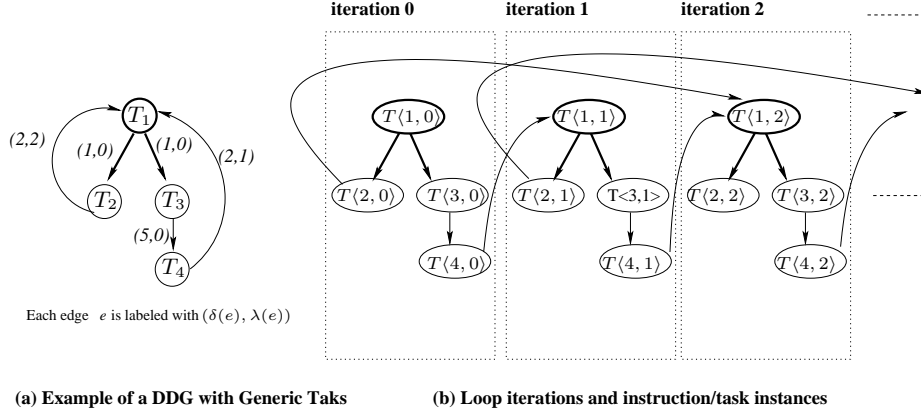 iteration 0
iteration 1
iteration 2
T1
(2,2)
(1,0)
(1,0)
(2,1)
T2
T3
(5,0)
T4
Each edge e is labeled with (δ(e), λ(e))
T⟨1, 0⟩
T⟨1, 1⟩
T⟨1, 2⟩
T⟨2, 0⟩
T⟨3, 0⟩
T⟨2, 1⟩
T<3,1>
T⟨2, 2⟩
T⟨3, 2⟩
T⟨4, 0⟩
T⟨4, 1⟩
T⟨4, 2⟩
(a) Example of a DDG with Generic Taks
(b) Loop iterations and instruction/task instances